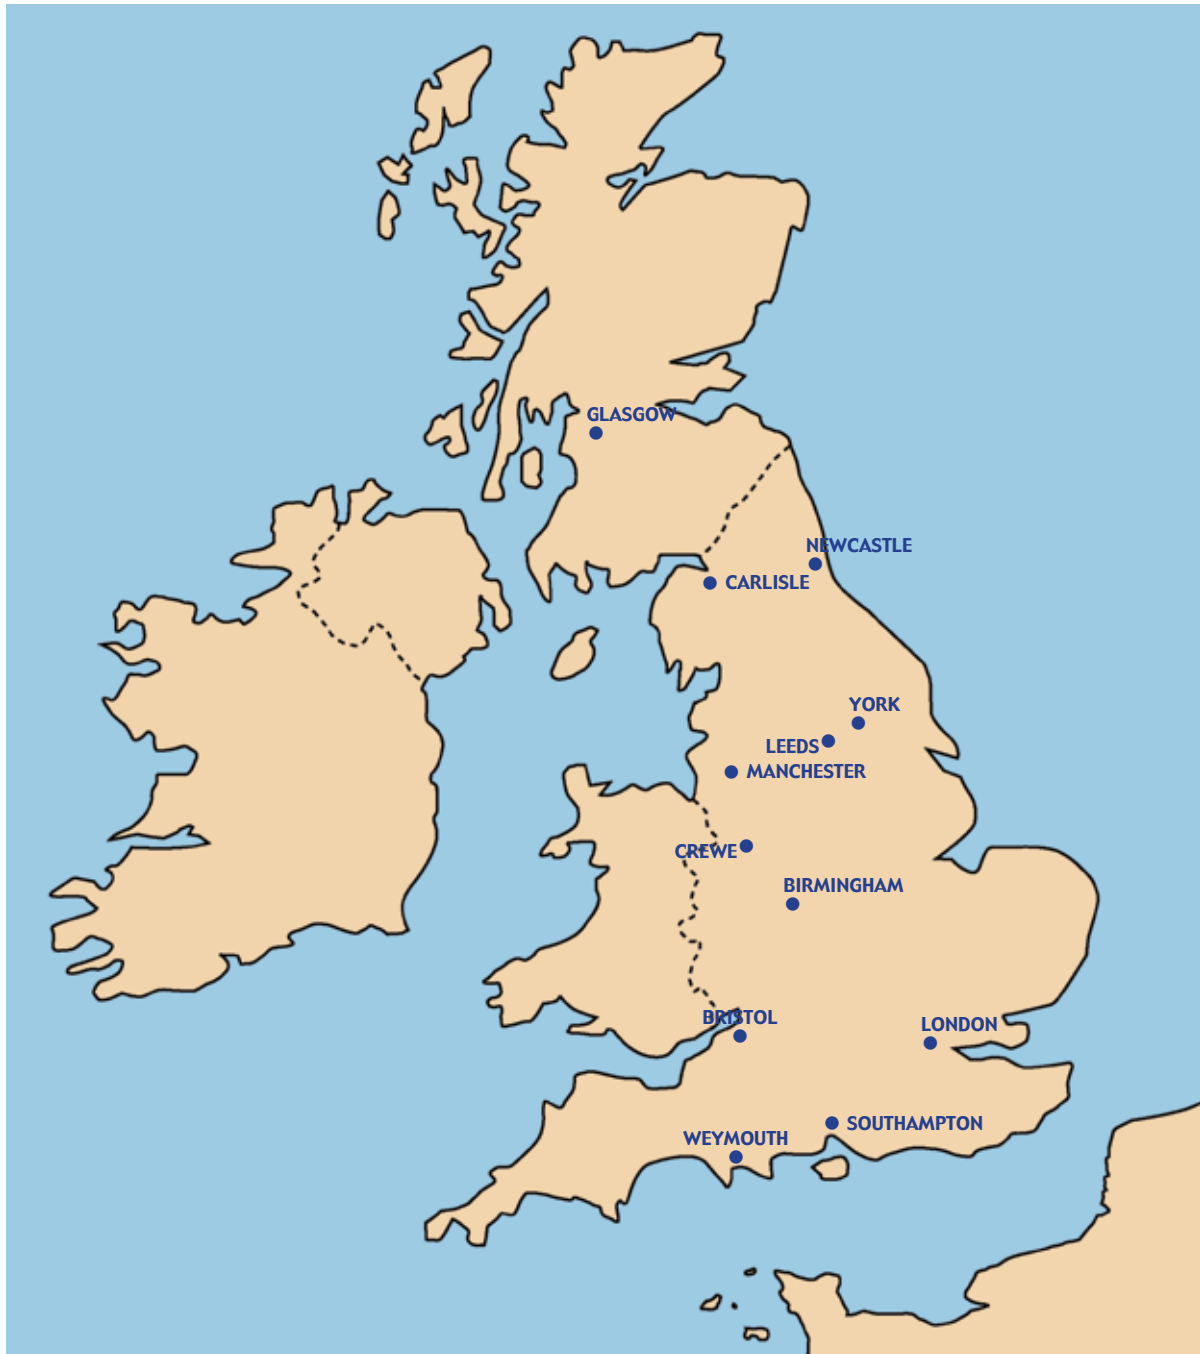 GLASGOW
NEWCASTLE
CARLISLE
YORK
LEEDS
MANCHESTER
CREWE
BIRMINGHAM
BRISTOL
LONDON
SOUTHAMPTON
WEYMOUTH